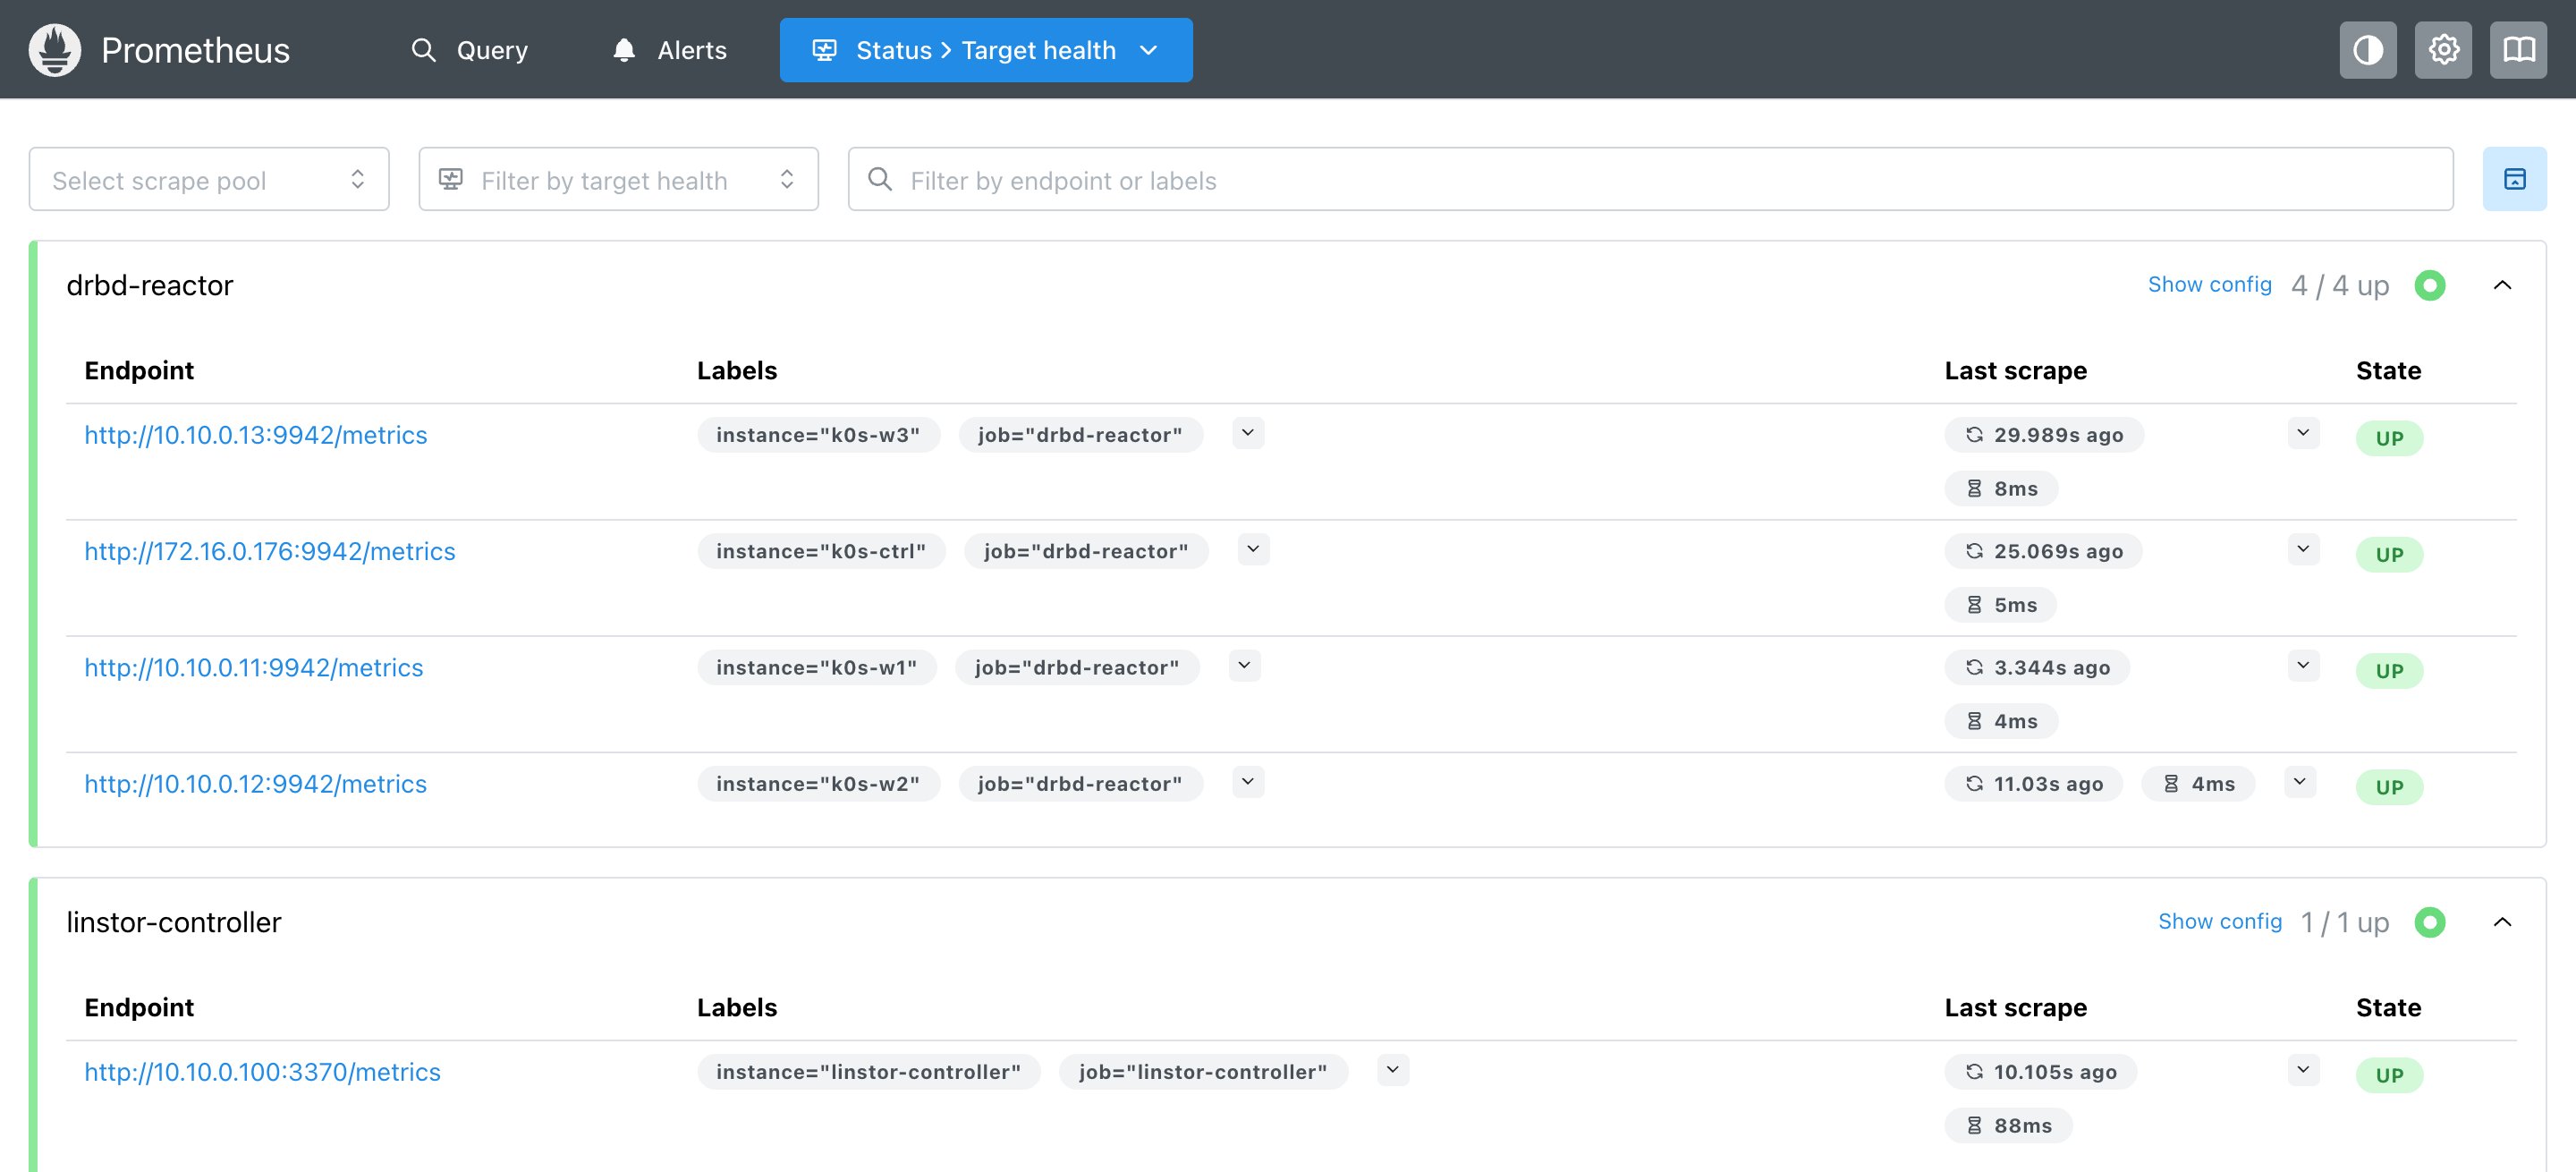 Prometheus Query Alerts Status > Target health
Select scrape pool Filter by target health Filter by endpoint or labels
drbd-reactor Show config 4 / 4 up
Endpoint Labels Last scrape State
http://10.10.0.13:9942/metrics instance="k0s-w3" job="drbd-reactor" 29.989s ago UP
8ms
http://172.16.0.176:9942/metrics instance="k0s-ctrl" job="drbd-reactor" 25.069s ago UP
5ms
http://10.10.0.11:9942/metrics instance="k0s-w1" job="drbd-reactor" 3.344s ago UP
4ms
http://10.10.0.12:9942/metrics instance="k0s-w2" job="drbd-reactor" 11.03s ago 4ms UP
linstor-controller Show config 1 / 1 up
Endpoint Labels Last scrape State
http://10.10.0.100:3370/metrics instance="linstor-controller" job="linstor-controller" 10.105s ago UP
88ms